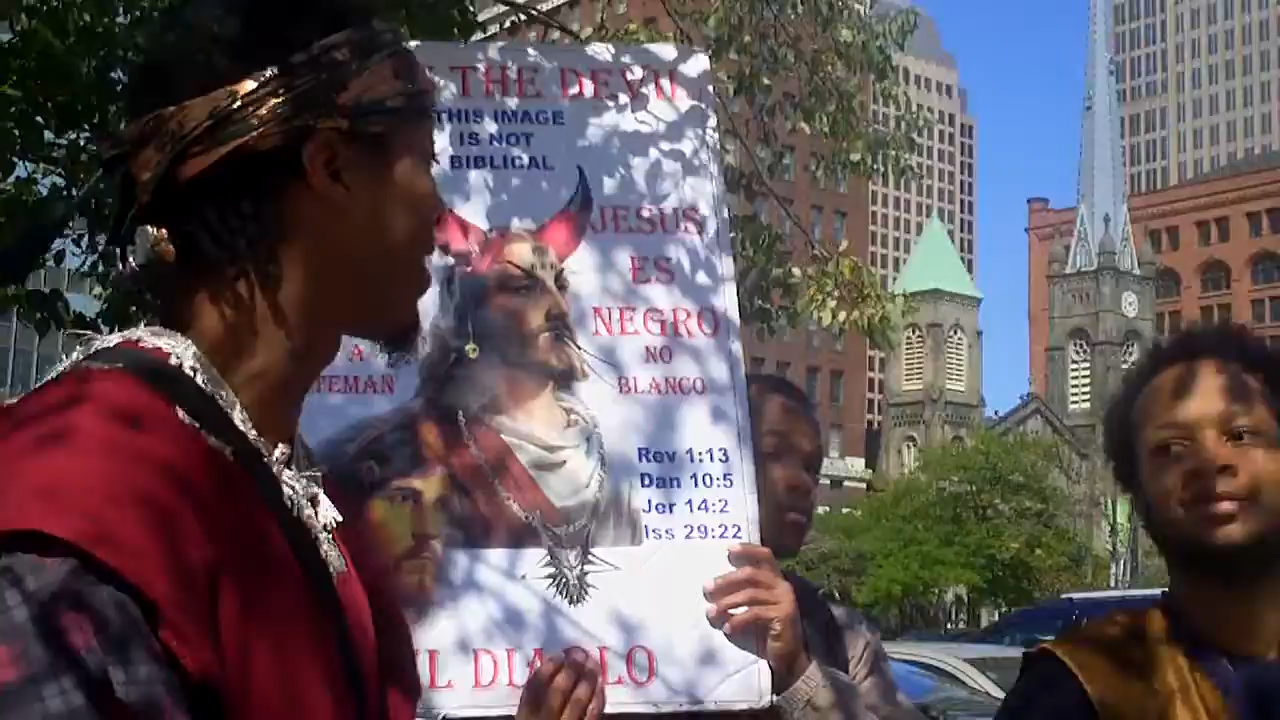 THE DEVIL
THIS IMAGE
IS NOT
BIBLICAL
JESUS
ES
NEGRO
NO
BLANCO
A
TEMAN
Rev 1:13
Dan 10:5
Jer 14:2
Iss 29:22
EL DIABLO